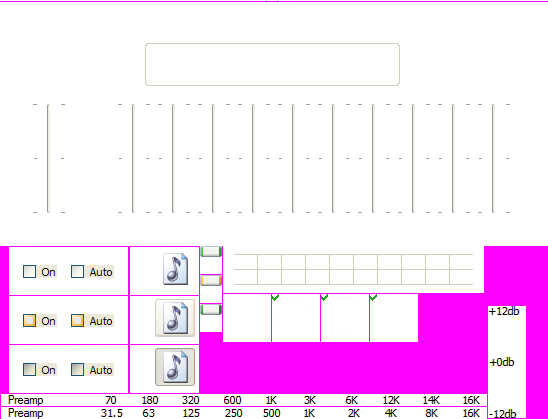 On Auto
On Auto
+12db
+0db
On Auto
Preamp 70 180 320 600 1K 3K 6K 12K 14K 16K
Preamp 31.5 63 125 250 500 1K 2K 4K 8K 16K
-12db